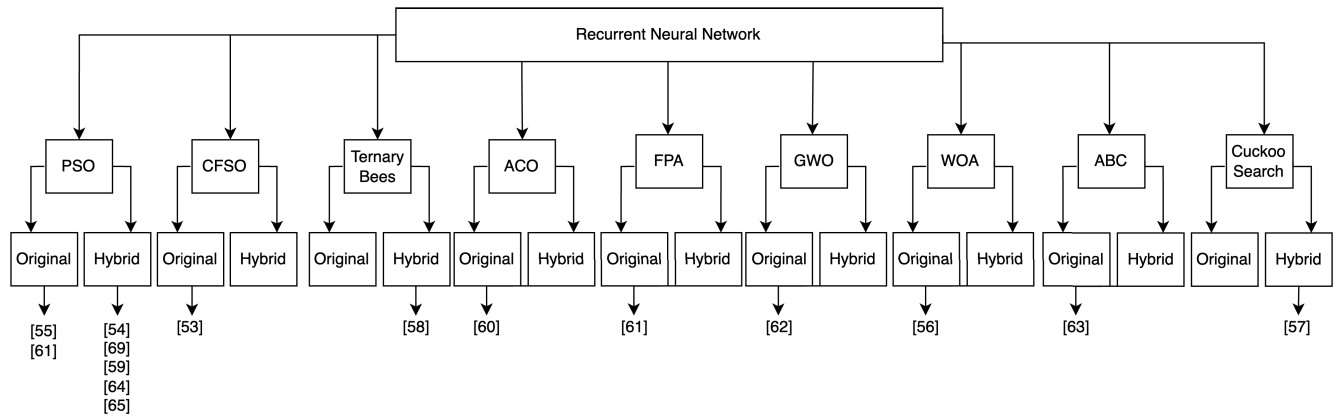 Recurrent Neural Network
PSO
CFSO
Ternary
Bees
ACO
FPA
GWO
WOA
ABC
Cuckoo
Search
Original
Hybrid
Original
Hybrid
Original
Hybrid
Original
Hybrid
Original
Hybrid
Original
Hybrid
Original
Hybrid
Original
Hybrid
Original
Hybrid
[55]
[61]
[54]
[69]
[59]
[64]
[65]
[53]
[58]
[60]
[61]
[62]
[56]
[63]
[57]